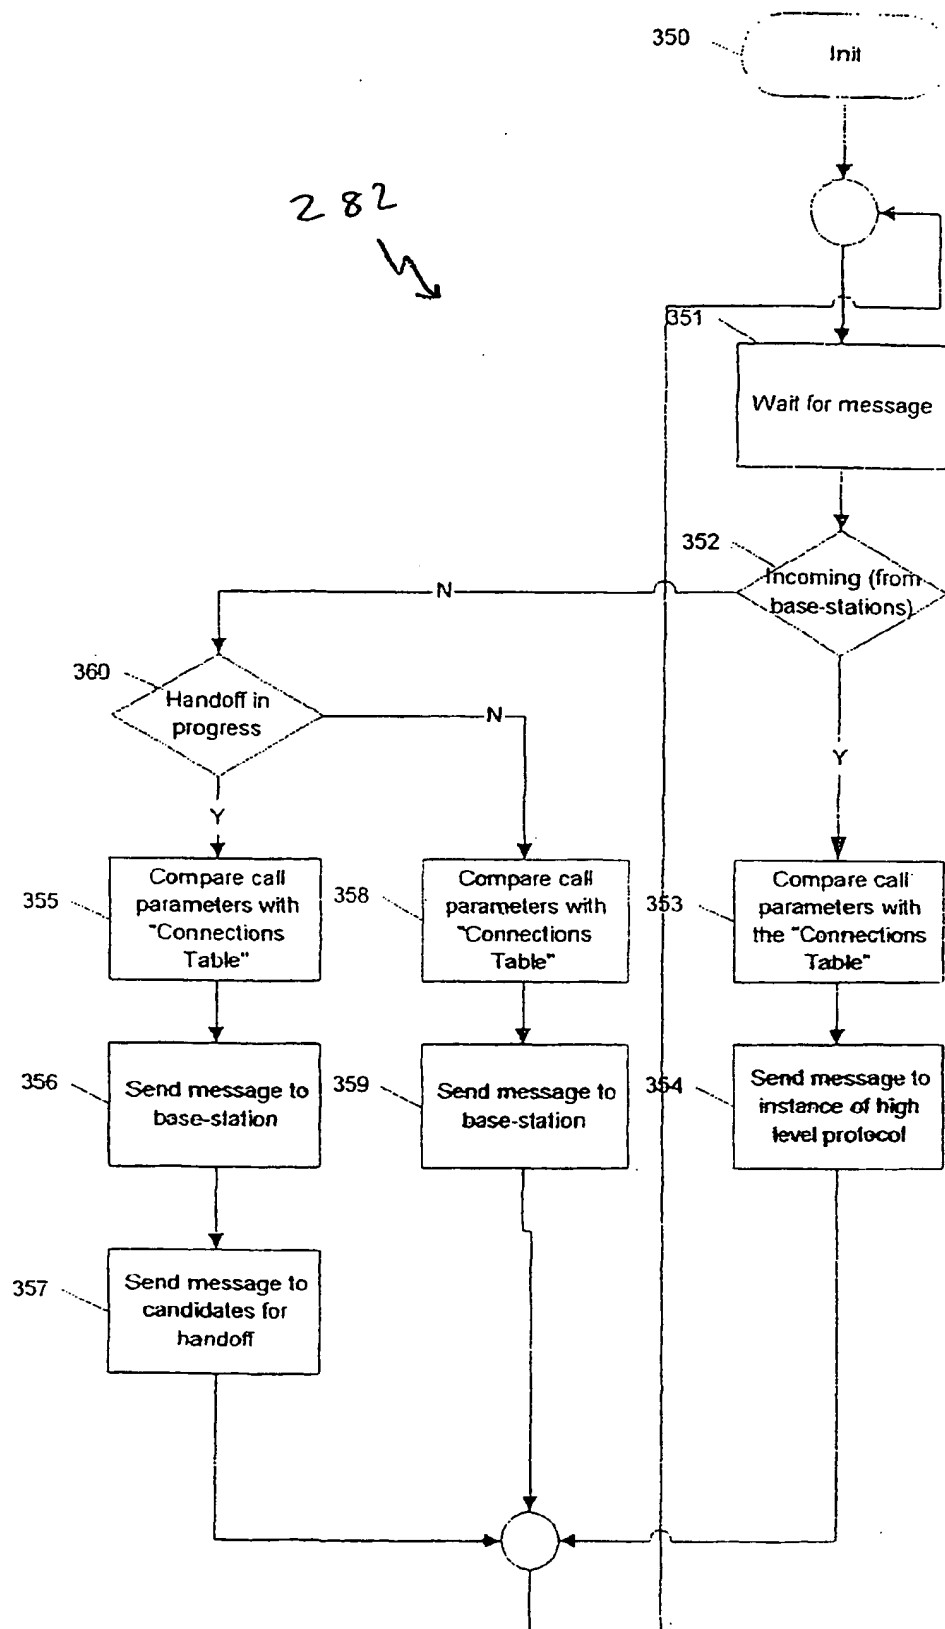 350
Init
282
351
Wait for message
352
Incoming (from
base-stations)
N
360
Handoff in
progress
N
Y
Y
355
Compare call
parameters with
"Connections
Table"
358
Compare call
parameters with
"Connections
Table"
353
Compare call
parameters with
the "Connections
Table"
356
Send message to
base-station
359
Send message to
base-station
354
Send message to
instance of high
level protocol
357
Send message to
candidates for
handoff